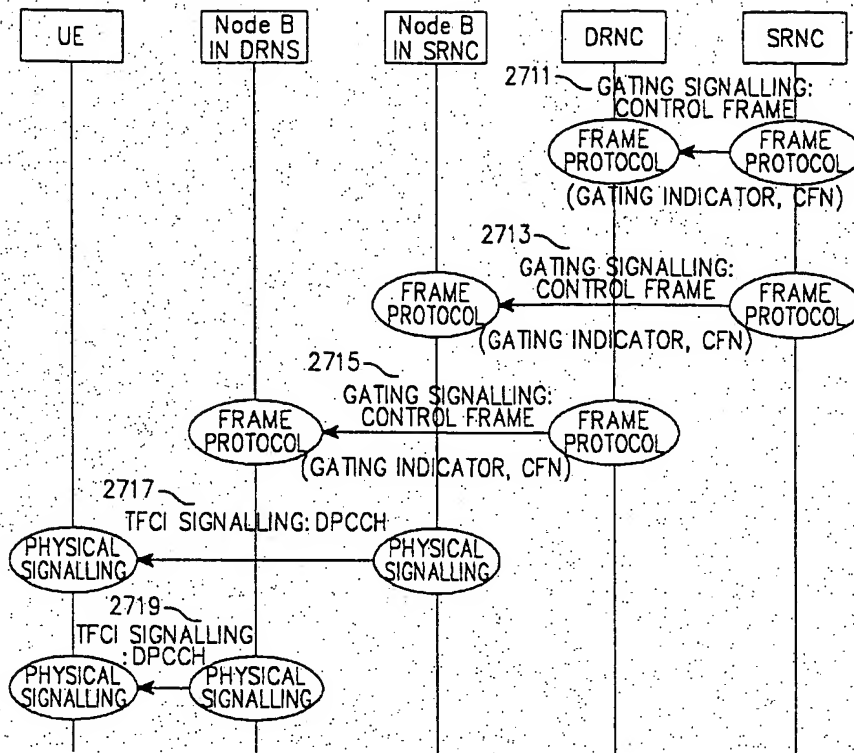 UE
Node B
IN DRNS
Node B
IN SRNC
DRNC
SRNC
2711
GATING SIGNALLING:
CONTROL FRAME
FRAME
PROTOCOL
FRAME
PROTOCOL
(GATING INDICATOR, CFN)
2713
GATING SIGNALLING:
CONTROL FRAME
FRAME
PROTOCOL
FRAME
PROTOCOL
(GATING INDICATOR, CFN)
2715
GATING SIGNALLING:
CONTROL FRAME
FRAME
PROTOCOL
FRAME
PROTOCOL
(GATING INDICATOR, CFN)
2717
TFCI SIGNALLING: DPCCH
PHYSICAL
SIGNALLING
PHYSICAL
SIGNALLING
2719
TFCI SIGNALLING
:DPCCH
PHYSICAL
SIGNALLING
PHYSICAL
SIGNALLING